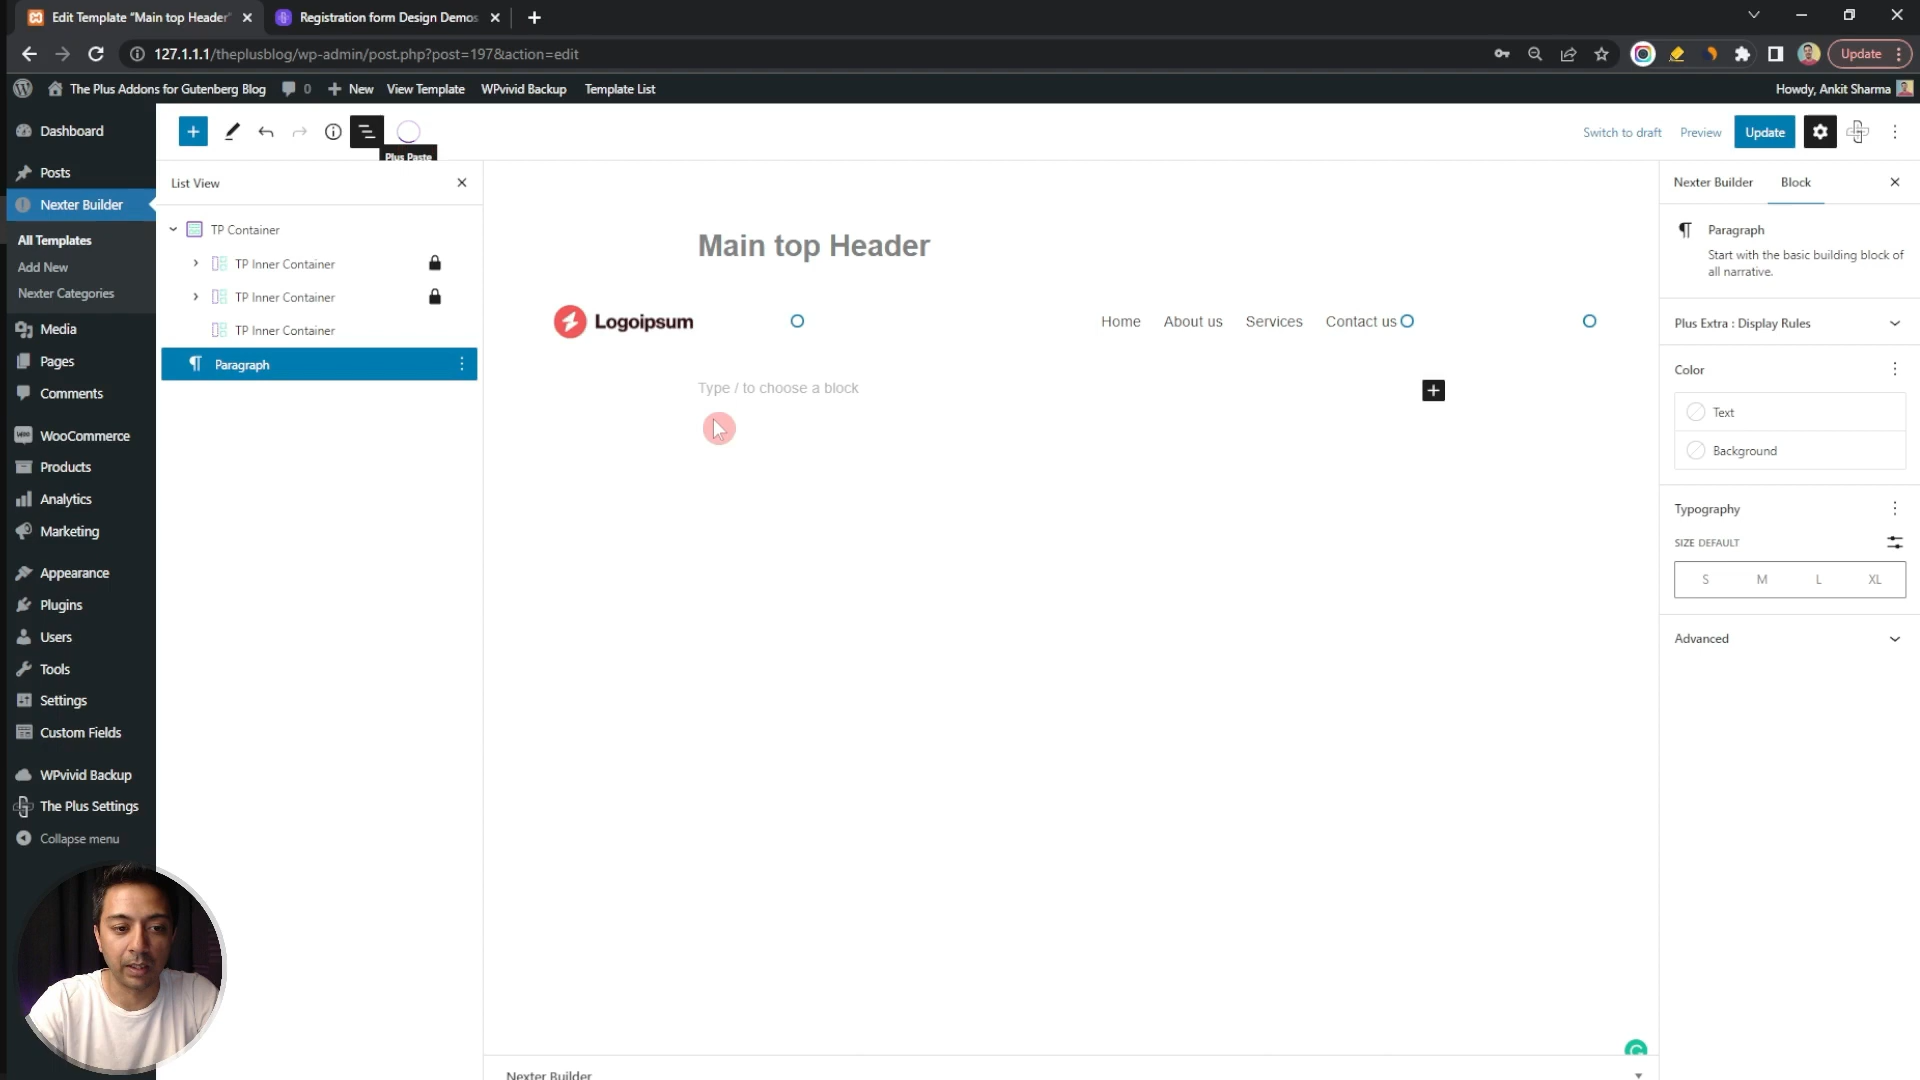 Edit Template "Main top Header"
Registration form Design Demos
127.1.1.1/theplusblog/wp-admin/post.php?post=197&action=edit
Update
The Plus Addons for Gutenberg Blog
0
New
View Template
WPvivid Backup
Template List
Howdy, Ankit Sharma
Dashboard
Posts
Nexter Builder
All Templates
Add New
Nexter Categories
Media
Pages
Comments
WooCommerce
Products
Analytics
Marketing
Appearance
Plugins
Users
Tools
Settings
Custom Fields
WPvivid Backup
The Plus Settings
Collapse menu
Plus Paste
Switch to draft
Preview
Update
List View
TP Container
TP Inner Container
TP Inner Container
TP Inner Container
Paragraph
Main top Header
Logoipsum
Home
About us
Services
Contact us
Type / to choose a block
Nexter Builder
Nexter Builder
Block
Paragraph
Start with the basic building block of
all narrative.
Plus Extra : Display Rules
Color
Text
Background
Typography
SIZE DEFAULT
S
M
L
XL
Advanced